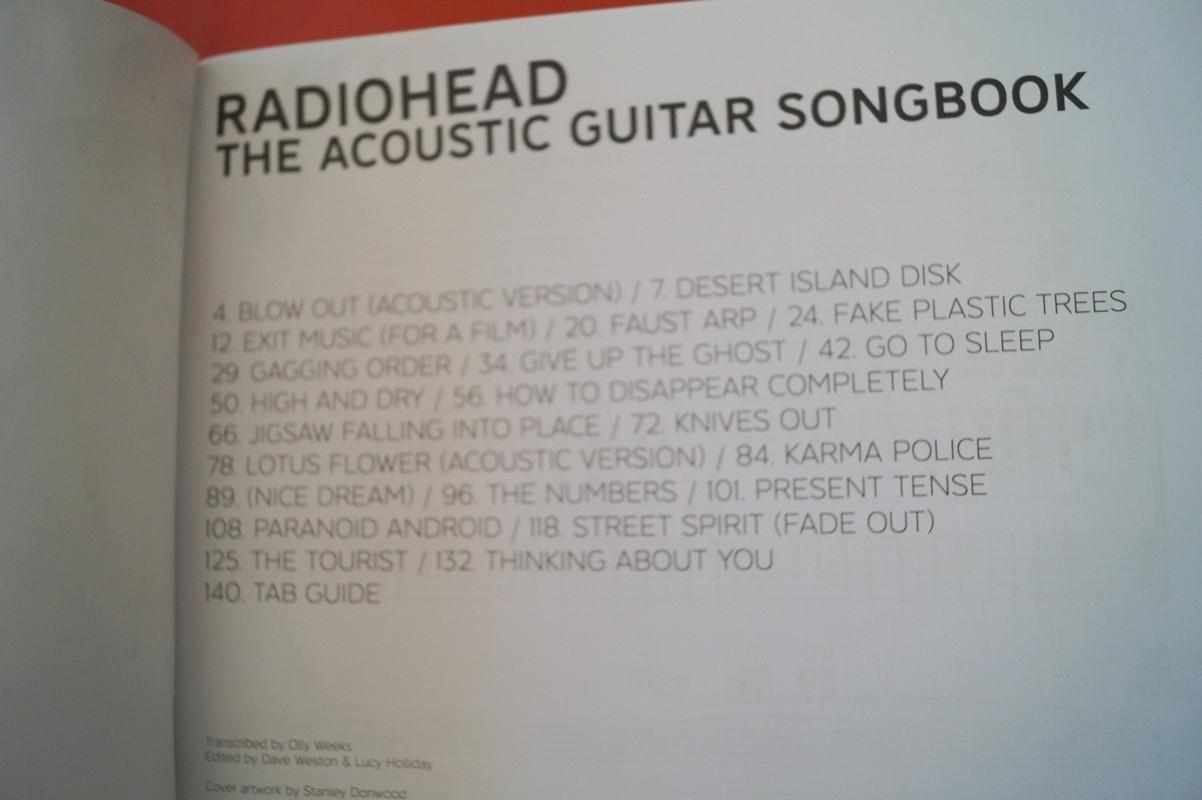 RADIOHEAD
THE ACOUSTIC GUITAR SONGBOOK
4. BLOW OUT (ACOUSTIC VERSION) / 7. DESERT ISLAND DISK
12. EXIT MUSIC (FOR A FILM) / 20. FAUST ARP / 24. FAKE PLASTIC TREES
29. GAGGING ORDER / 34. GIVE UP THE GHOST / 42. GO TO SLEEP
50. HIGH AND DRY / 56. HOW TO DISAPPEAR COMPLETELY
66. JIGSAW FALLING INTO PLACE / 72. KNIVES OUT
78. LOTUS FLOWER (ACOUSTIC VERSION) / 84. KARMA POLICE
89. (NICE DREAM) / 96. THE NUMBERS / 101. PRESENT TENSE
108. PARANOID ANDROID / 118. STREET SPIRIT (FADE OUT)
125. THE TOURIST / 132. THINKING ABOUT YOU
140. TAB GUIDE
Transcribed by Olly Weeks
Edited by Dave Weston & Lucy Holliday
Cover artwork by Stanley Donwood